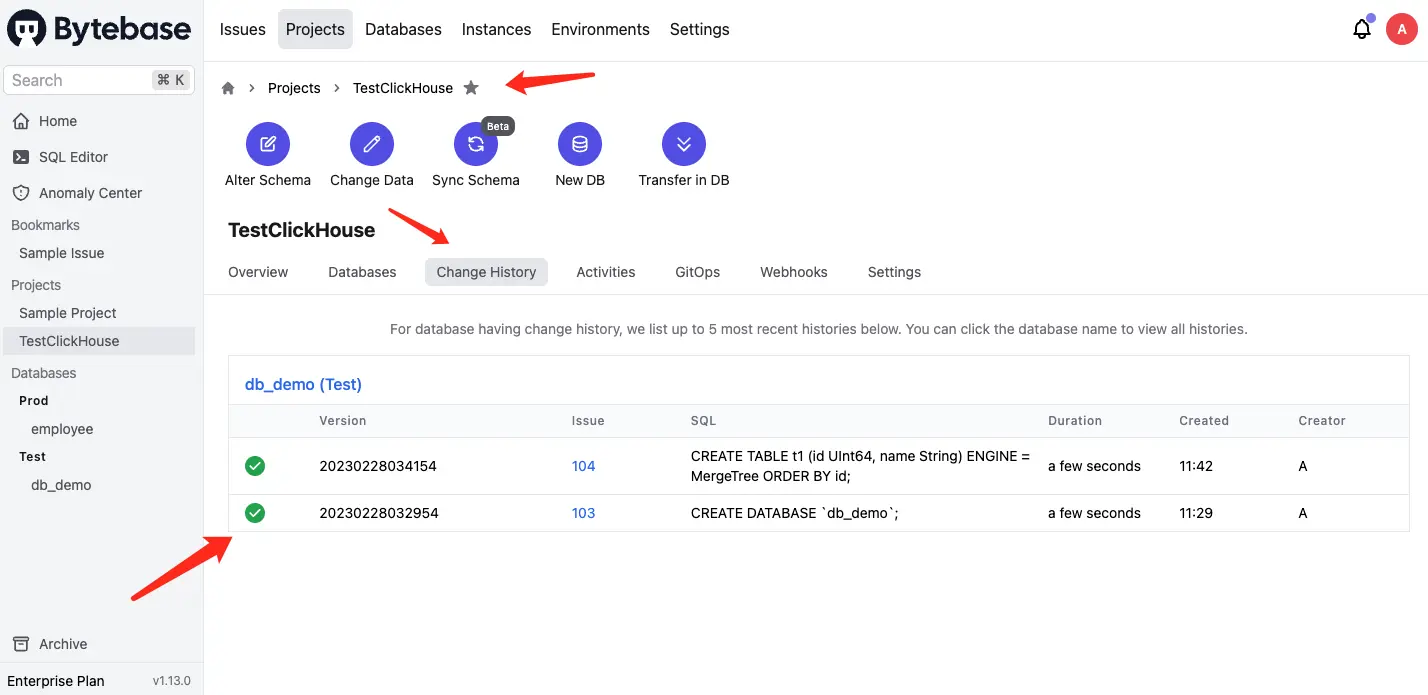 Bytebase
Issues Projects Databases Instances Environments Settings
A
Search ⌘ K
Home
SQL Editor
Anomaly Center
Bookmarks
Sample Issue
Projects
Sample Project
TestClickHouse
Databases
Prod
employee
Test
db_demo
Archive
Enterprise Plan v1.13.0
Projects TestClickHouse
Beta
Alter Schema Change Data Sync Schema New DB Transfer in DB
TestClickHouse
Overview Databases Change History Activities GitOps Webhooks Settings
For database having change history, we list up to 5 most recent histories below. You can click the database name to view all histories.
db_demo (Test)
Version Issue SQL Duration Created Creator
20230228034154 104 CREATE TABLE t1 (id UInt64, name String) ENGINE = a few seconds 11:42 A
MergeTree ORDER BY id;
20230228032954 103 CREATE DATABASE `db_demo`; a few seconds 11:29 A